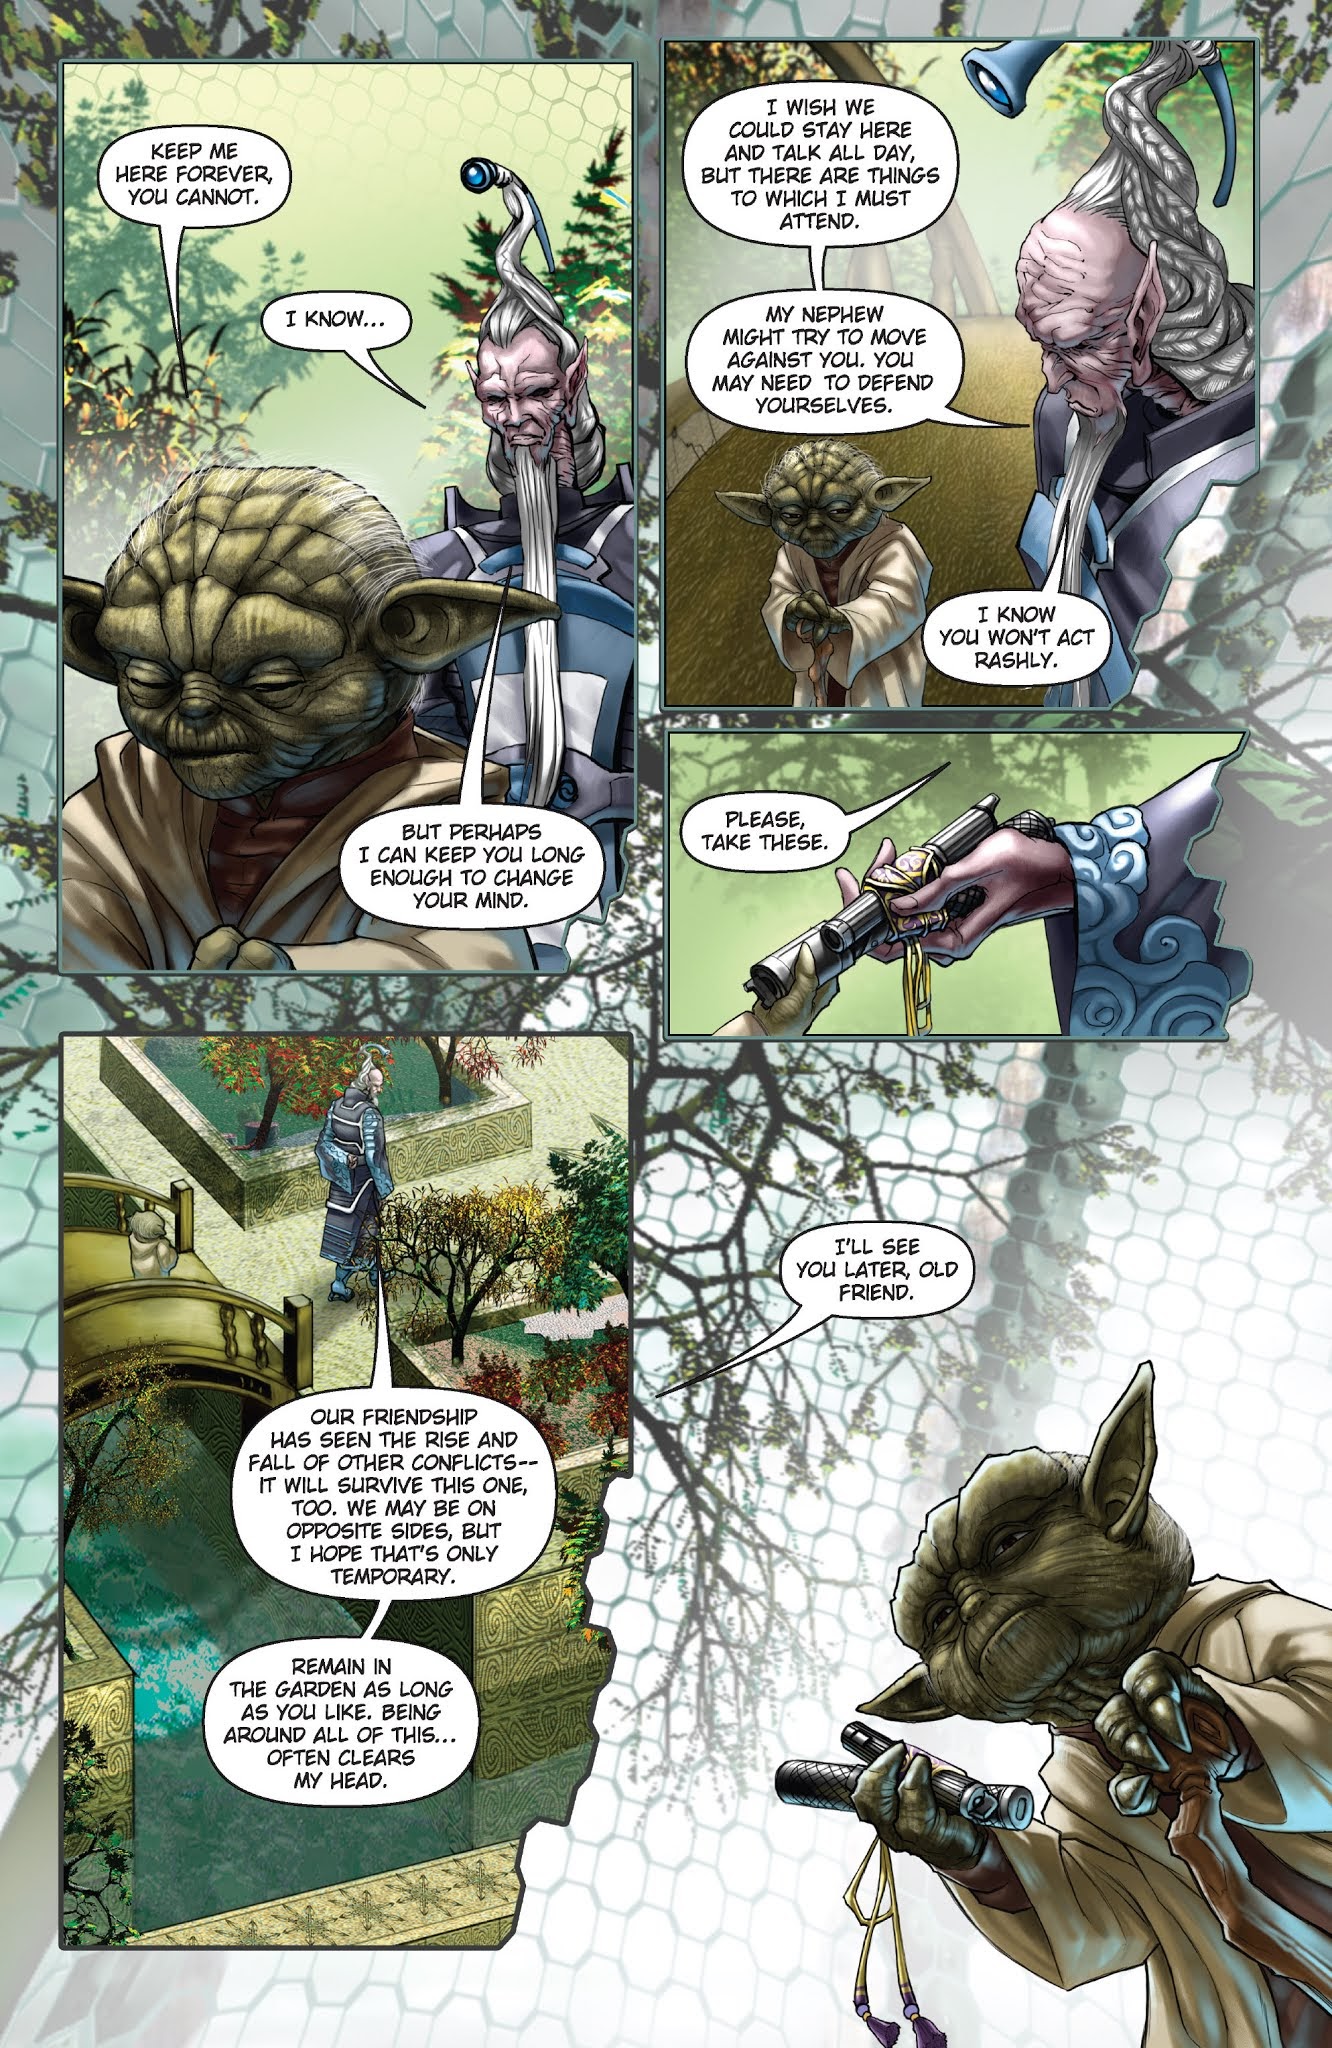 KEEP ME
HERE FOREVER,
YOU CANNOT.
I KNOW...
BUT PERHAPS
I CAN KEEP YOU LONG
ENOUGH TO CHANGE
YOUR MIND.
I WISH WE
COULD STAY HERE
AND TALK ALL DAY,
BUT THERE ARE THINGS
TO WHICH I MUST
ATTEND.
MY NEPHEW
MIGHT TRY TO MOVE
AGAINST YOU. YOU
MAY NEED TO DEFEND
YOURSELVES.
I KNOW
YOU WON'T ACT
RASHLY.
PLEASE,
TAKE THESE.
OUR FRIENDSHIP
HAS SEEN THE RISE AND
FALL OF OTHER CONFLICTS--
IT WILL SURVIVE THIS ONE,
TOO. WE MAY BE ON
OPPOSITE SIDES, BUT
I HOPE THAT'S ONLY
TEMPORARY.
REMAIN IN
THE GARDEN AS LONG
AS YOU LIKE. BEING
AROUND ALL OF THIS...
OFTEN CLEARS
MY HEAD.
I'LL SEE
YOU LATER, OLD
FRIEND.